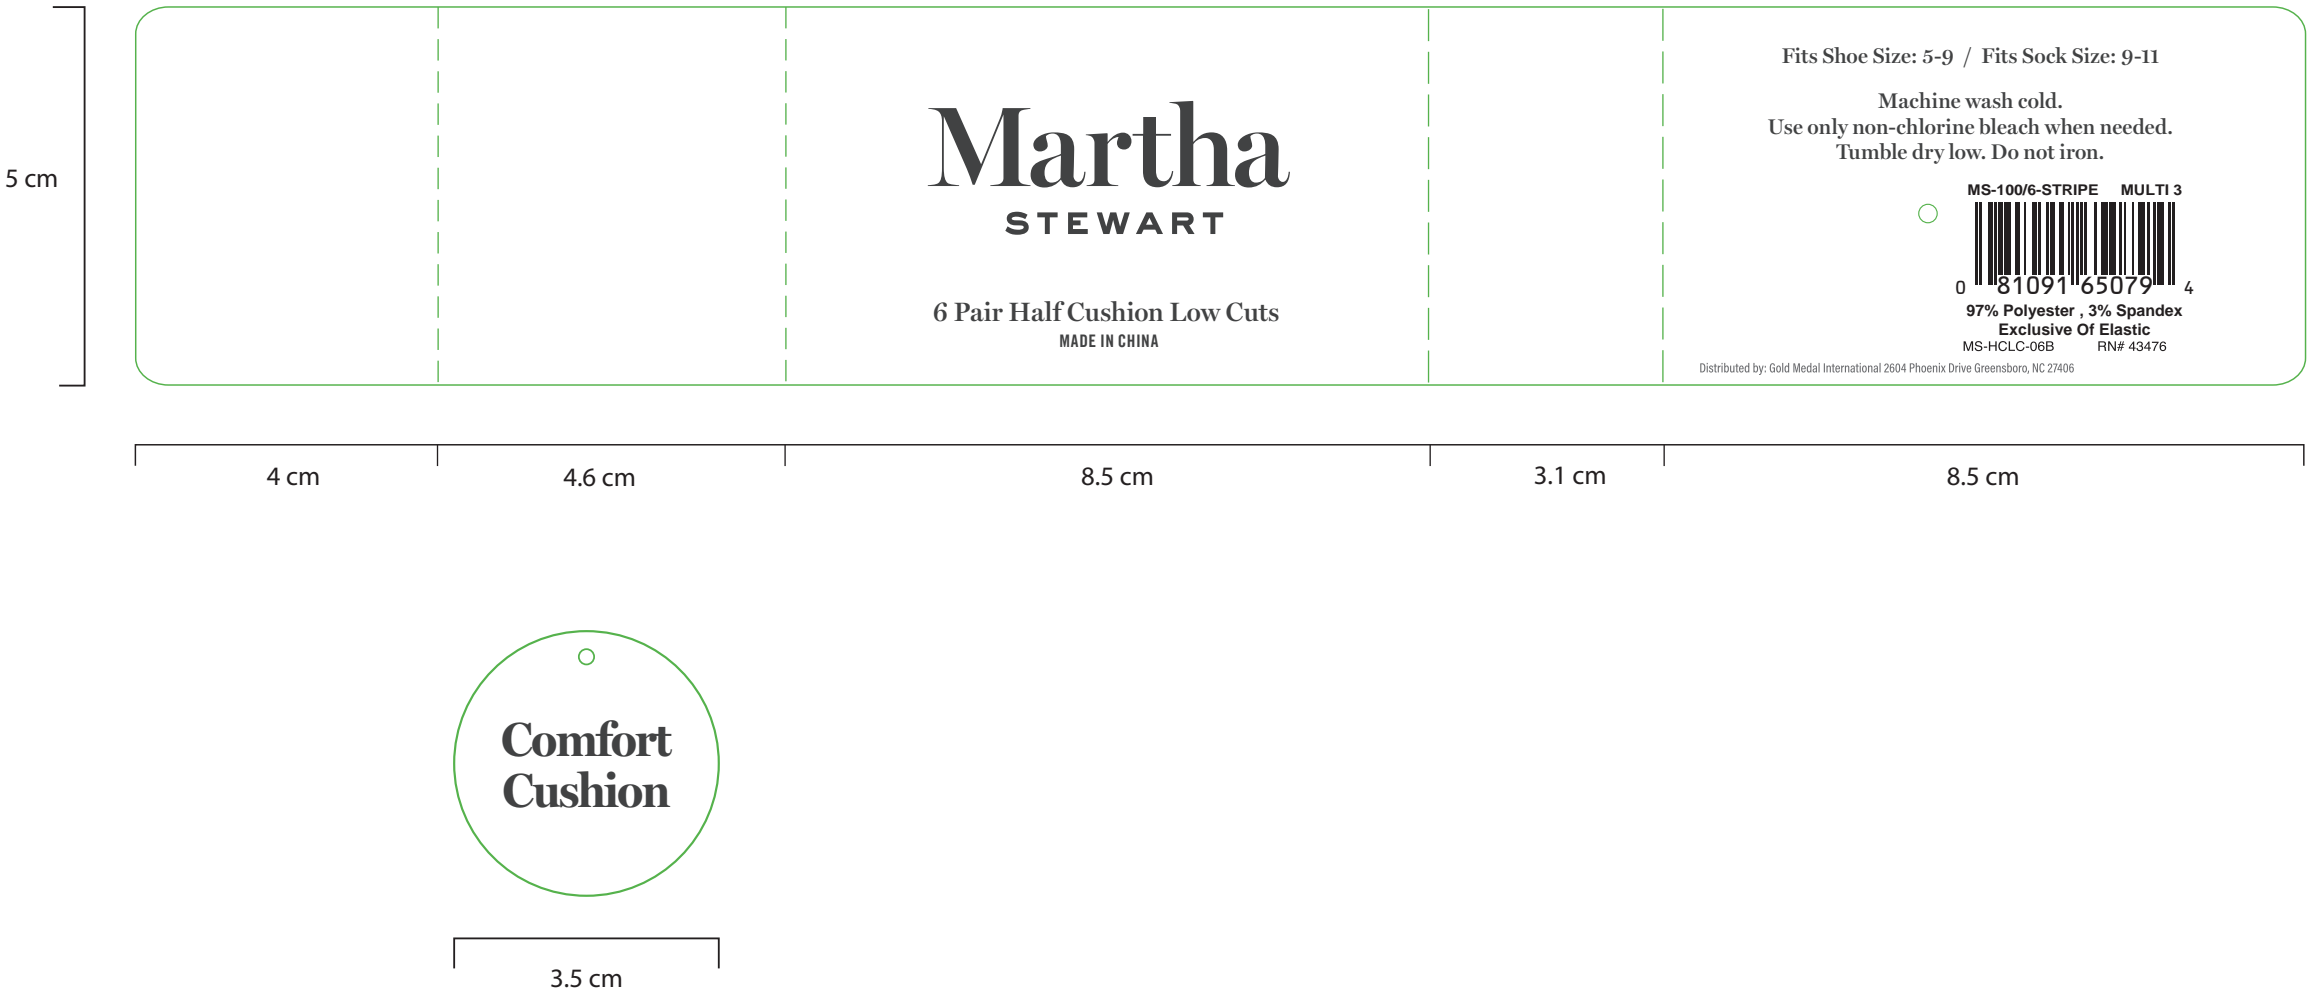 5 cm
Martha
STEWART
6 Pair Half Cushion Low Cuts
MADE IN CHINA
Fits Shoe Size: 5-9 / Fits Sock Size: 9-11
Machine wash cold.
Use only non-chlorine bleach when needed.
Tumble dry low. Do not iron.
MS-100/6-STRIPE MULTI 3
0 81091 65079 4
97% Polyester , 3% Spandex
Exclusive Of Elastic
MS-HCLC-06B RN# 43476
Distributed by: Gold Medal International 2604 Phoenix Drive Greensboro, NC 27406
4 cm
4.6 cm
8.5 cm
3.1 cm
8.5 cm
Comfort
Cushion
3.5 cm